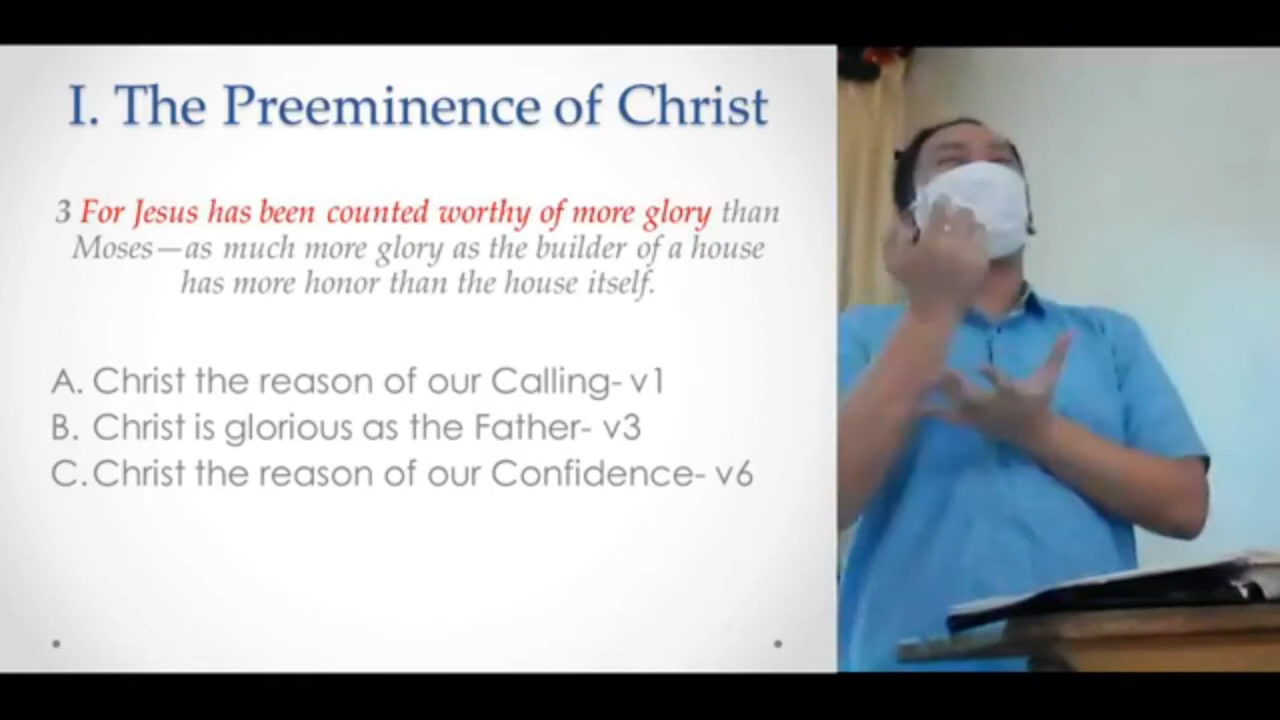 I. The Preeminence of Christ
3 For Jesus has been counted worthy of more glory than
Moses—as much more glory as the builder of a house
has more honor than the house itself.
A. Christ the reason of our Calling- v1
B. Christ is glorious as the Father- v3
C. Christ the reason of our Confidence- v6